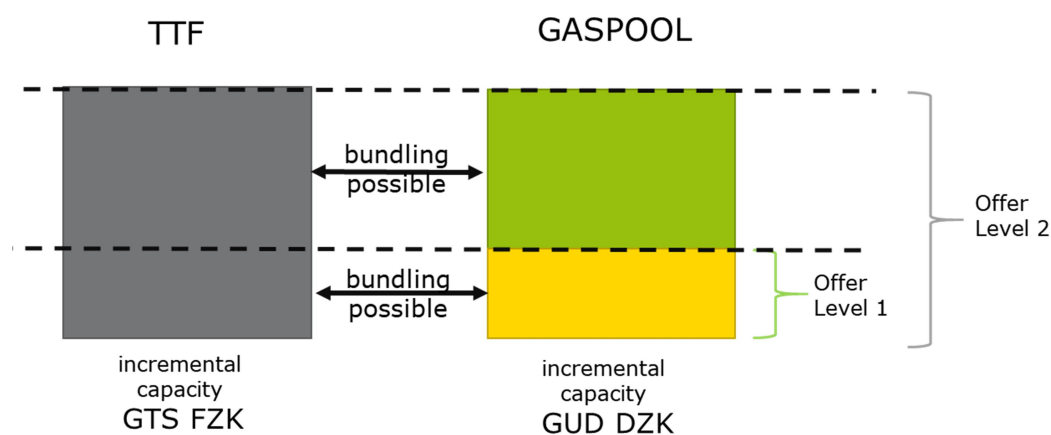 TTF
GASPOOL
bundling
possible
Offer
Level 2
bundling
possible
Offer
Level 1
incremental
capacity
GTS FZK
incremental
capacity
GUD DZK